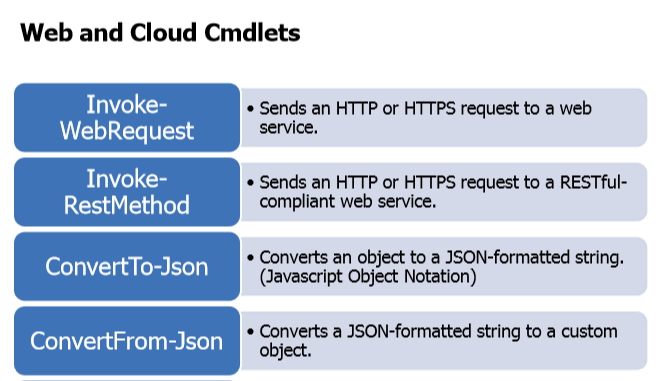 Web and Cloud Cmdlets
Invoke-
WebRequest
• Sends an HTTP or HTTPS request to a web
service.
Invoke-
RestMethod
• Sends an HTTP or HTTPS request to a RESTful-
compliant web service.
ConvertTo-Json
• Converts an object to a JSON-formatted string.
(Javascript Object Notation)
ConvertFrom-Json
• Converts a JSON-formatted string to a custom
object.